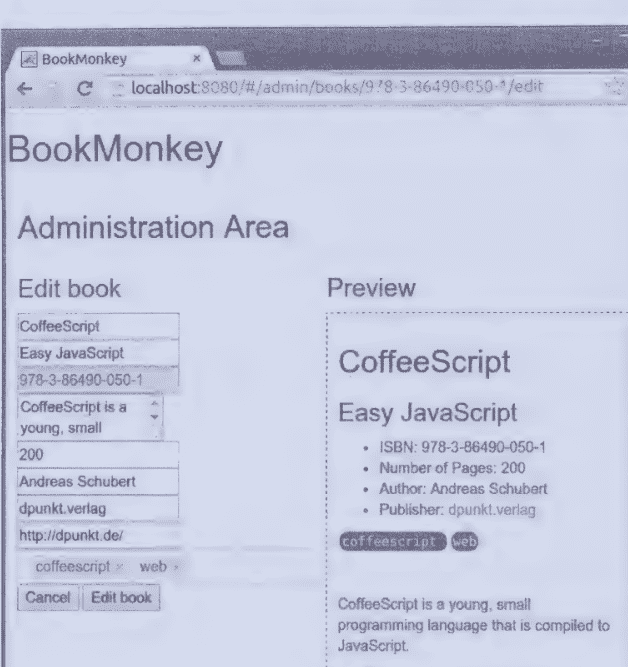 BookMonkey
localhost:8080/#/admin/books/978-3-86490-050-1/edit
BookMonkey
Administration Area
Edit book
CoffeeScript
Easy JavaScript
978-3-86490-050-1
CoffeeScript is a
young, small
200
Andreas Schubert
dpunkt.verlag
http://dpunkt.de/
coffeescript × web ×
Cancel Edit book
Preview
CoffeeScript
Easy JavaScript
• ISBN: 978-3-86490-050-1
• Number of Pages: 200
• Author: Andreas Schubert
• Publisher: dpunkt.verlag
coffeescript web
CoffeeScript is a young, small
programming language that is compiled to
JavaScript.